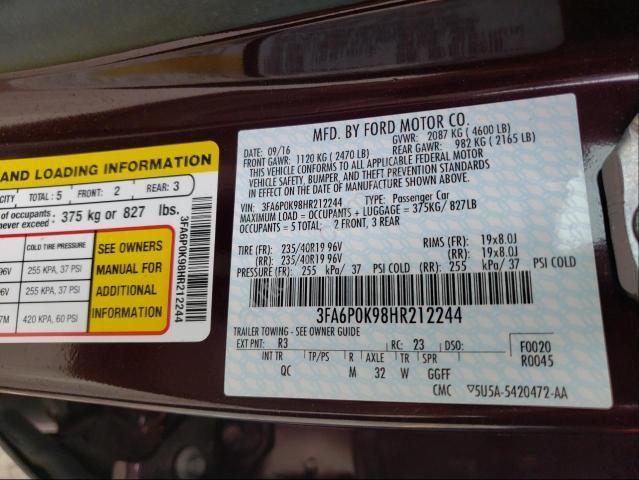 AND LOADING INFORMATION
CITY TOTAL: 5 FRONT: 2 REAR: 3
of occupants
never exceed : 375 kg or 827 lbs.
COLD TIRE PRESSURE
96V 255 KPA, 37 PSI
96V 255 KPA, 37 PSI
7M 420 KPA, 60 PSI
SEE OWNERS
MANUAL FOR
ADDITIONAL
INFORMATION
3FA6P0K98HR212244
MFD. BY FORD MOTOR CO.
09/16 GVWR: 2087 KG ( 4600 LB)
FRONT GAWR: 1120 KG ( 2470 LB) REAR GAWR: 982 KG ( 2165 LB)
THIS VEHICLE CONFORMS TO ALL APPLICABLE FEDERAL MOTOR
VEHICLE SAFETY, BUMPER, AND THEFT PREVENTION STANDARDS
IN EFFECT ON THE DATE OF MANUFACTURE SHOWN ABOVE.
VIN: 3FA6P0K98HR212244 TYPE: Passenger Car
MAXIMUM LOAD = OCCUPANTS + LUGGAGE = 375KG/ 827LB
OCCUPANTS = 5 TOTAL: 2 FRONT, 3 REAR
TIRE (FR): 235/40R19 96V RIMS (FR): 19x8.0J
(RR): 235/40R19 96V (RR): 19x8.0J
PRESSURE (FR): 255 kPa/ 37 PSI COLD (RR): 255 kPa/ 37 PSI COLD
3FA6P0K98HR212244
TRAILER TOWING - SEE OWNER GUIDE
EXT PNT: R3 RC: 23 DSO: F0020
INT TR TP/PS R AXLE TR SPR R0045
QC M 32 W GGFF
CMC ▽5U5A-5420472-AA